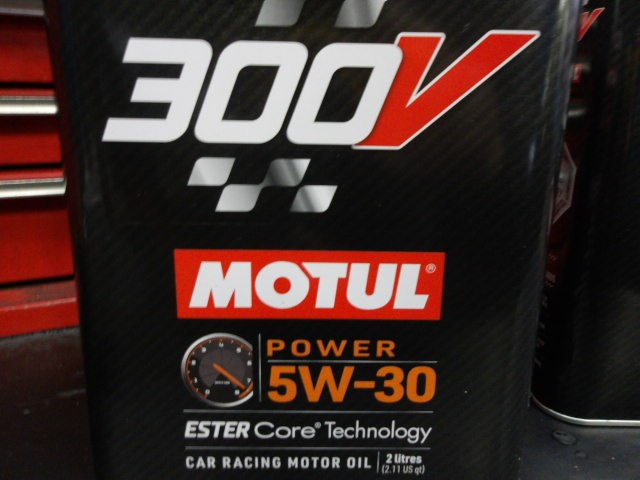 300V
MOTUL®
POWER
5W-30
ESTER Core® Technology
CAR RACING MOTOR OIL 2 litres
(2.11 US qt)